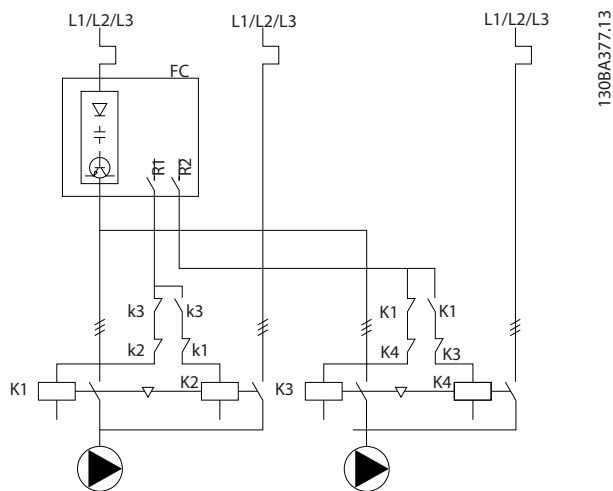 L1/L2/L3
L1/L2/L3
L1/L2/L3
130BA377.13
FC
R1
R2
k3
k3
K1
K1
k2
k1
K4
K3
K1
K2
K3
K4